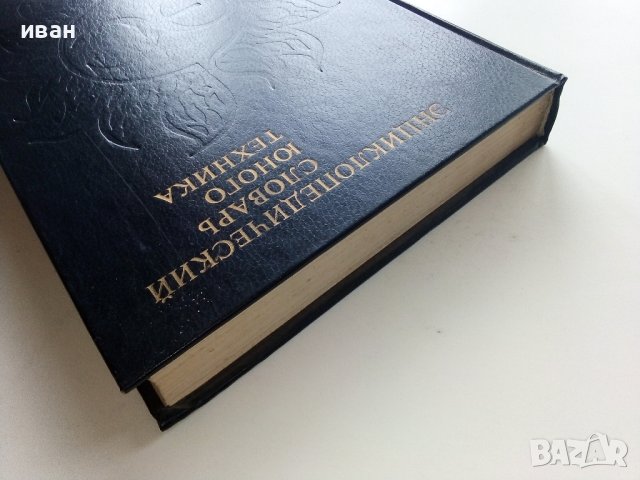 иван
ЭНЦИКЛОПЕДИЧЕСКИЙ
СЛОВАРЬ
ЮНОГО
ТЕХНИКА
BAZAR